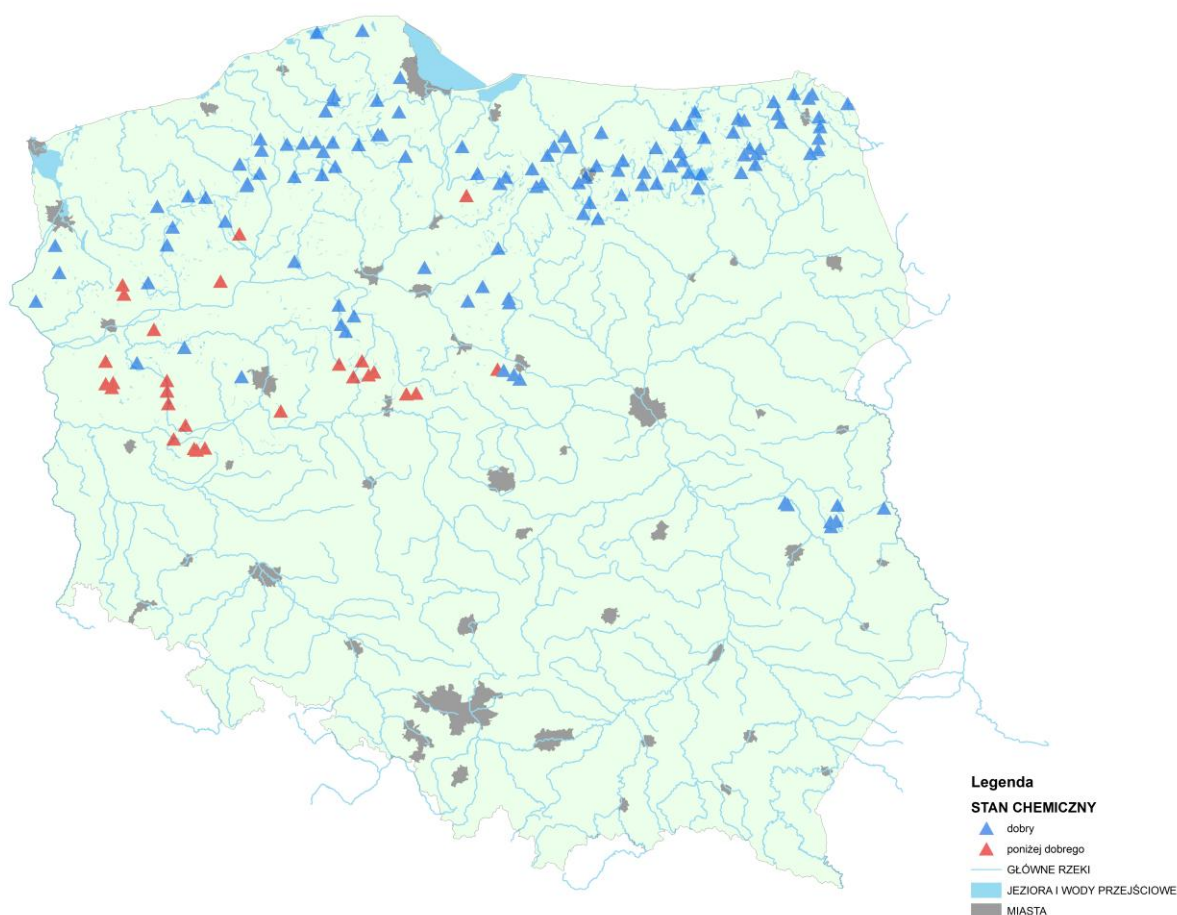 Legenda
STAN CHEMICZNY
dobry
poniżej dobrego
GŁÓWNE RZEKI
JEZIORA I WODY PRZEJŚCIOWE
MIASTA